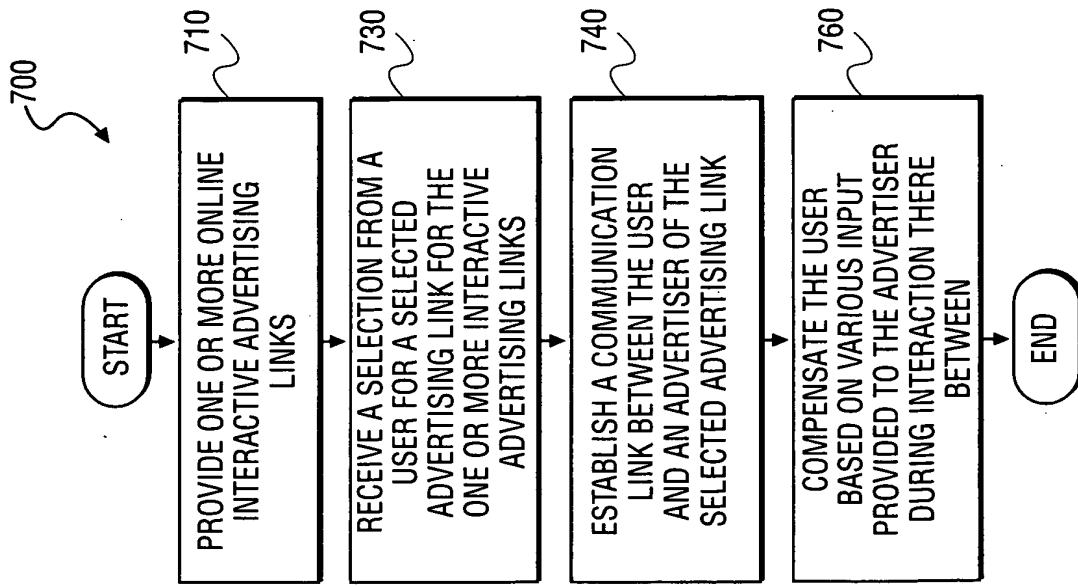 700
START
710
PROVIDE ONE OR MORE ONLINE
INTERACTIVE ADVERTISING
LINKS
730
RECEIVE A SELECTION FROM A
USER FOR A SELECTED
ADVERTISING LINK FOR THE
ONE OR MORE INTERACTIVE
ADVERTISING LINKS
740
ESTABLISH A COMMUNICATION
LINK BETWEEN THE USER
AND AN ADVERTISER OF THE
SELECTED ADVERTISING LINK
760
COMPENSATE THE USER
BASED ON VARIOUS INPUT
PROVIDED TO THE ADVERTISER
DURING INTERACTION THERE
BETWEEN
END